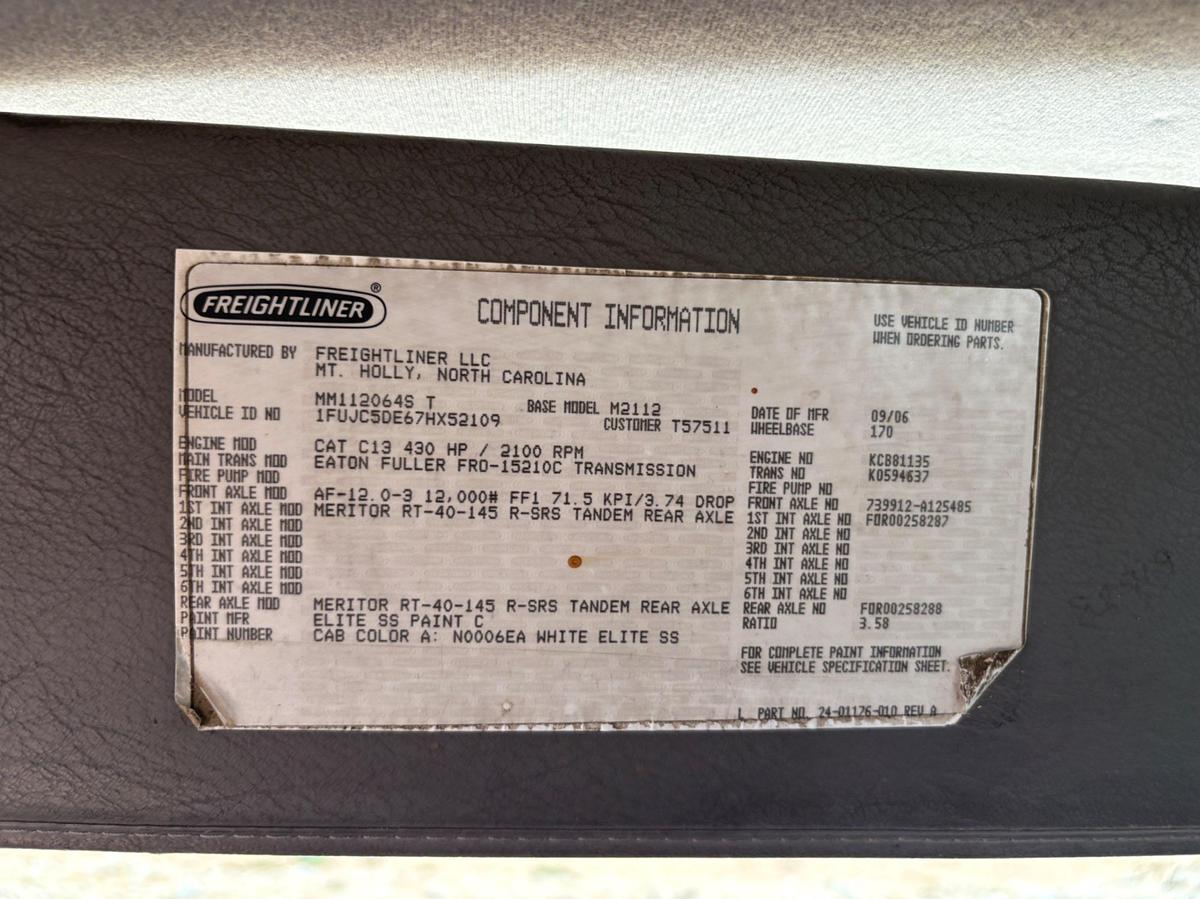 FREIGHTLINER®
COMPONENT INFORMATION
USE VEHICLE ID NUMBER
WHEN ORDERING PARTS.
MANUFACTURED BY FREIGHTLINER LLC
MT. HOLLY, NORTH CAROLINA
MODEL MM112064S T BASE MODEL M2112
VEHICLE ID NO 1FUJC5DE67HX52109 CUSTOMER T57511
DATE OF MFR 09/06
WHEELBASE 170
ENGINE MOD CAT C13 430 HP / 2100 RPM
MAIN TRANS MOD EATON FULLER FRO-15210C TRANSMISSION
FIRE PUMP MOD
FRONT AXLE MOD AF-12.0-3 12,000# FF1 71.5 KPI/3.74 DROP
1ST INT AXLE MOD MERITOR RT-40-145 R-SRS TANDEM REAR AXLE
2ND INT AXLE MOD
3RD INT AXLE MOD
4TH INT AXLE MOD
5TH INT AXLE MOD
6TH INT AXLE MOD
REAR AXLE MOD MERITOR RT-40-145 R-SRS TANDEM REAR AXLE
PAINT MFR ELITE SS PAINT C
PAINT NUMBER CAB COLOR A: N0006EA WHITE ELITE SS
ENGINE NO KCB81135
TRANS NO K0594637
FIRE PUMP NO
FRONT AXLE NO 739912-A125485
1ST INT AXLE NO FOR00258287
2ND INT AXLE NO
3RD INT AXLE NO
4TH INT AXLE NO
5TH INT AXLE NO
6TH INT AXLE NO
REAR AXLE NO FOR00258288
RATIO 3.58
FOR COMPLETE PAINT INFORMATION
SEE VEHICLE SPECIFICATION SHEET.
L PART NO. 24-01176-010 REV A